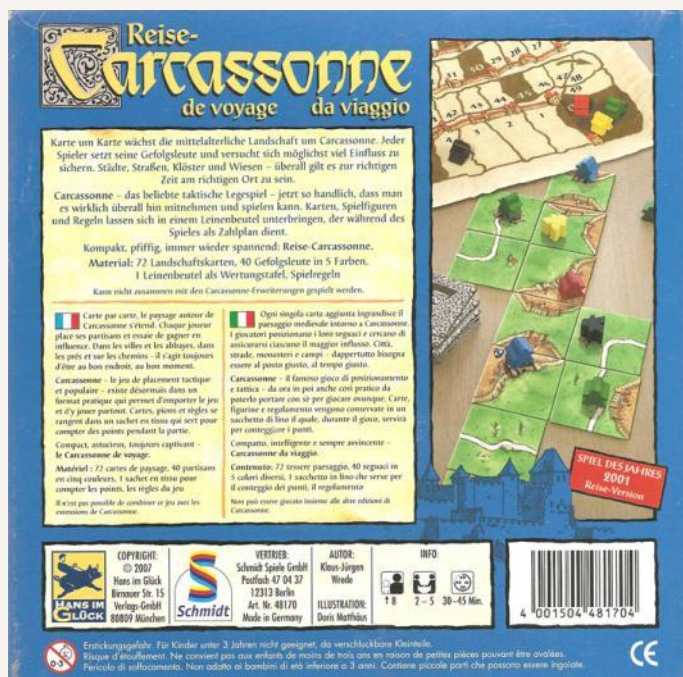 Reise-
Carcassonne
de voyage da viaggio
Karte um Karte wächst die mittelalterliche Landschaft um Carcassonne. Jeder
Spieler setzt seine Gefolgsleute und versucht sich möglichst viel Einfluss zu
sichern. Städte, Straßen, Klöster und Wiesen – überall gilt es zur richtigen
Zeit am richtigen Ort zu sein.
Carcassonne – das beliebte taktische Legespiel – jetzt so handlich, dass man
es wirklich überall hin mitnehmen und spielen kann. Karten, Spielfiguren
und Regeln lassen sich in einem Leinenbeutel unterbringen, der während des
Spieles als Zahlplan dient.
Kompakt, pfiffig, immer wieder spannend: Reise-Carcassonne.
Material: 72 Landschaftskarten, 40 Gefolgsleute in 5 Farben,
1 Leinenbeutel als Wertungstafel, Spielregeln
Kann nicht zusammen mit den Carcassonne-Erweiterungen gespielt werden.
Carte par carte, le paysage autour de
Carcassonne s'étend. Chaque joueur
place ses partisans et essaie de gagner en
influence. Dans les villes et les abbayes, dans
les prés et sur les chemins – il s'agit toujours
d'être au bon endroit, au bon moment.
Carcassonne – le jeu de placement tactique
et populaire – existe désormais dans un
format pratique qui permet d'emporter le jeu
et d'y jouer partout. Cartes, pions et règles se
rangent dans un sachet en tissu qui sert pour
compter des points pendant la partie.
Compact, astucieux, toujours captivant –
le Carcassonne de voyage.
Matériel : 72 cartes de paysage, 40 partisans
en cinq couleurs, 1 sachet en tissu pour
compter les points, les règles du jeu
Il n'est pas possible de combiner ce jeu avec les
extensions de Carcassonne.
Ogni singola carta aggiunta ingrandisce il
paesaggio medievale intorno a Carcassonne.
I giocatori posizionano i loro seguaci e cercano di
assicurarsi ciascuno il maggior influsso. Città,
strade, monasteri e campi – dappertutto bisogna
essere al posto giusto, al tempo giusto.
Carcassonne – il famoso gioco di posizionamento
e tattica – da ora in poi anche così pratico da
poterlo portare con sè per giocare ovunque. Carte,
figurine e regolamento vengono conservate in un
sacchetto di lino il quale, durante il gioco, servirà
per conteggiare i punti.
Compatto, intelligente e sempre avvincente –
Carcassonne da viaggio.
Contenuto: 72 tessere paesaggio, 40 seguaci in
5 colori diversi, 1 sacchetto in lino che serve per
il conteggio dei punti, il regolamento
Non può essere giocato insieme alle altre edizioni di
Carcassonne.
SPIEL DES JAHRES
2001
Reise-Version
HANS IM
GLÜCK
COPYRIGHT:
© 2007
Hans im Glück
Birnauer Str. 15
Verlags-GmbH
80809 München
Schmidt
VERTRIEB:
Schmidt Spiele GmbH
Postfach 47 04 37
12313 Berlin
Art. Nr. 48170
Made in Germany
AUTOR:
Klaus-Jürgen
Wrede
ILLUSTRATION:
Doris Matthäus
INFO
↑8 2–5 30–45 Min.
4 001504 481704
0-3
Erstickungsgefahr. Für Kinder unter 3 Jahren nicht geeignet, da verschluckbare Kleinteile.
Risque d'étouffement. Ne convient pas aux enfants de moins de trois ans en raison de petites pièces pouvant être avalées.
Pericolo di soffocamento. Non adatto ai bambini di età inferiore a 3 anni. Contiene piccole parti che possono essere ingoiate.
CE